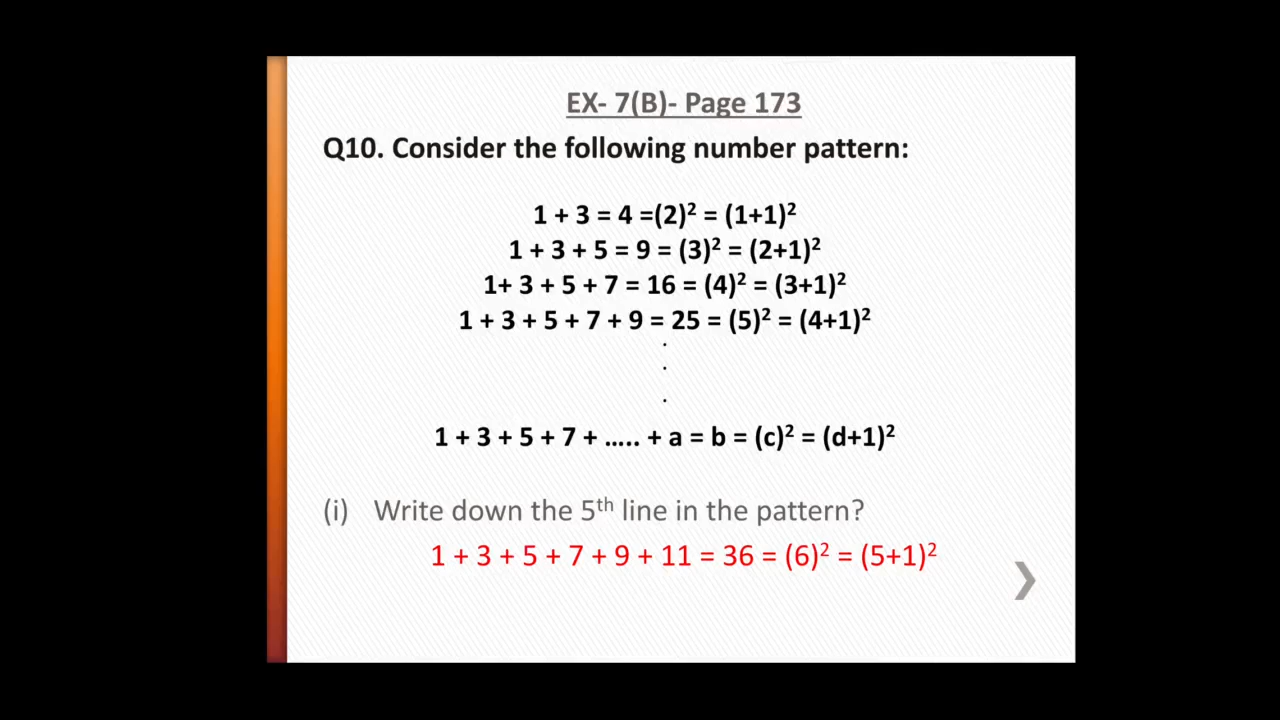 EX- 7(B)- Page 173
Q10. Consider the following number pattern:
1 + 3 = 4 =(2)² = (1+1)²
1 + 3 + 5 = 9 = (3)² = (2+1)²
1+ 3 + 5 + 7 = 16 = (4)² = (3+1)²
1 + 3 + 5 + 7 + 9 = 25 = (5)² = (4+1)²
.
.
.
1 + 3 + 5 + 7 + ..... + a = b = (c)² = (d+1)²
(i) Write down the 5th line in the pattern?
1 + 3 + 5 + 7 + 9 + 11 = 36 = (6)² = (5+1)²